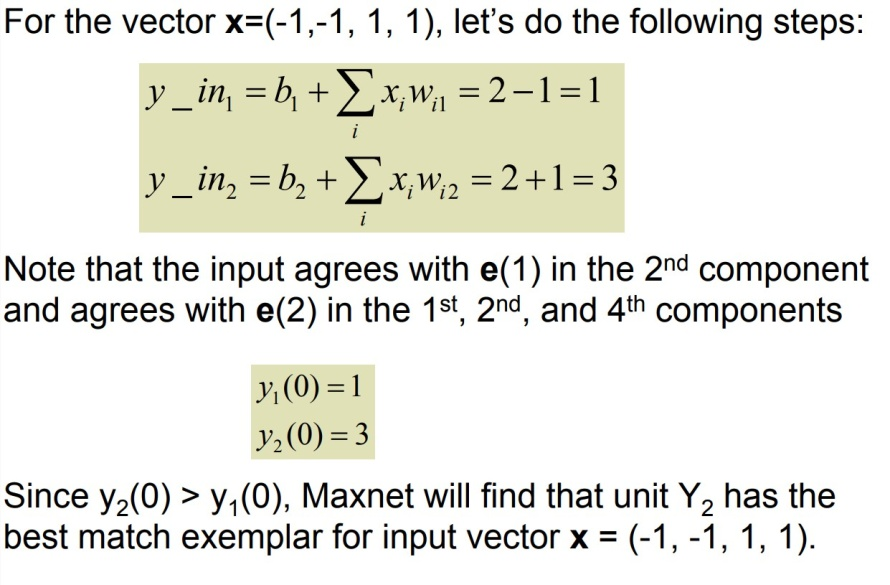 For the vector x=(-1,-1, 1, 1), let’s do the following steps:
y_in₁ = b₁ + ∑ᵢ xᵢwᵢ₁ = 2 − 1 = 1
y_in₂ = b₂ + ∑ᵢ xᵢwᵢ₂ = 2 + 1 = 3
Note that the input agrees with e(1) in the 2nd component
and agrees with e(2) in the 1st, 2nd, and 4th components
y₁(0) = 1
y₂(0) = 3
Since y₂(0) > y₁(0), Maxnet will find that unit Y₂ has the
best match exemplar for input vector x = (-1, -1, 1, 1).